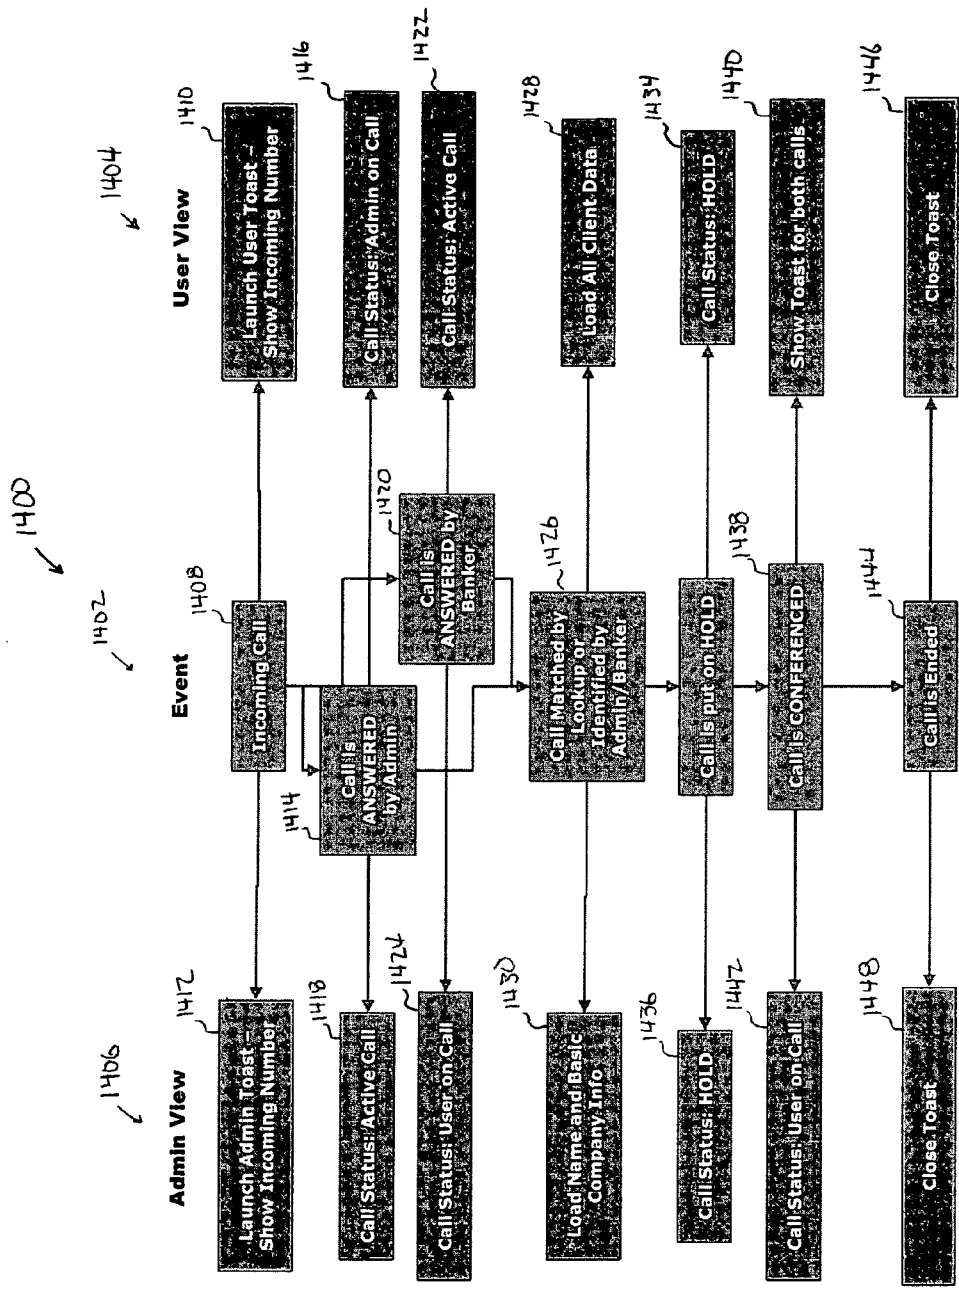 1400
1406
1402
1404
Admin View
Event
User View
1412
Launch Admin Toast –
Show Incoming Number
1408
Incoming Call
1410
Launch User Toast –
Show Incoming Number
1414
Call is
ANSWERED
by Admin
1418
Call Status: Active Call
1416
Call Status: Admin on Call
1420
Call is
ANSWERED by
Banker
1424
Call Status: User on Call
1422
Call Status: Active Call
1426
Call Matched by
Lookup or
Identified by
Admin/Banker
1430
Load Name and Basic
Company Info
1428
Load All Client Data
Call is put on HOLD
1436
Call Status: HOLD
1434
Call Status: HOLD
1438
Call is CONFERENCED
1442
Call Status: User on Call
1440
Show Toast for both calls
1444
Call is Ended
1448
Close Toast
1446
Close Toast